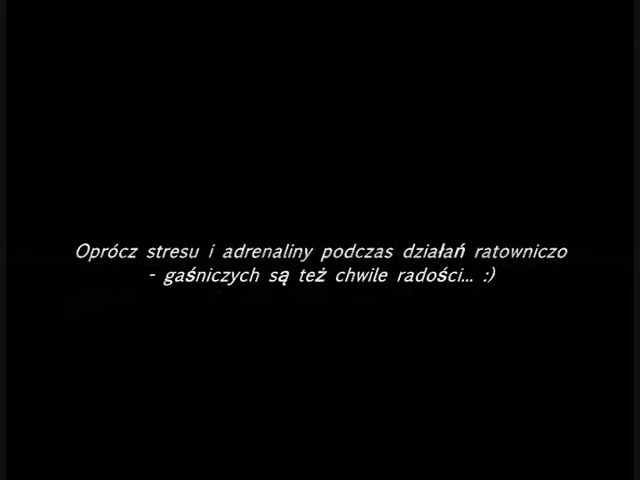 Oprócz stresu i adrenaliny podczas działań ratowniczo
- gaśniczych są też chwile radości... :)